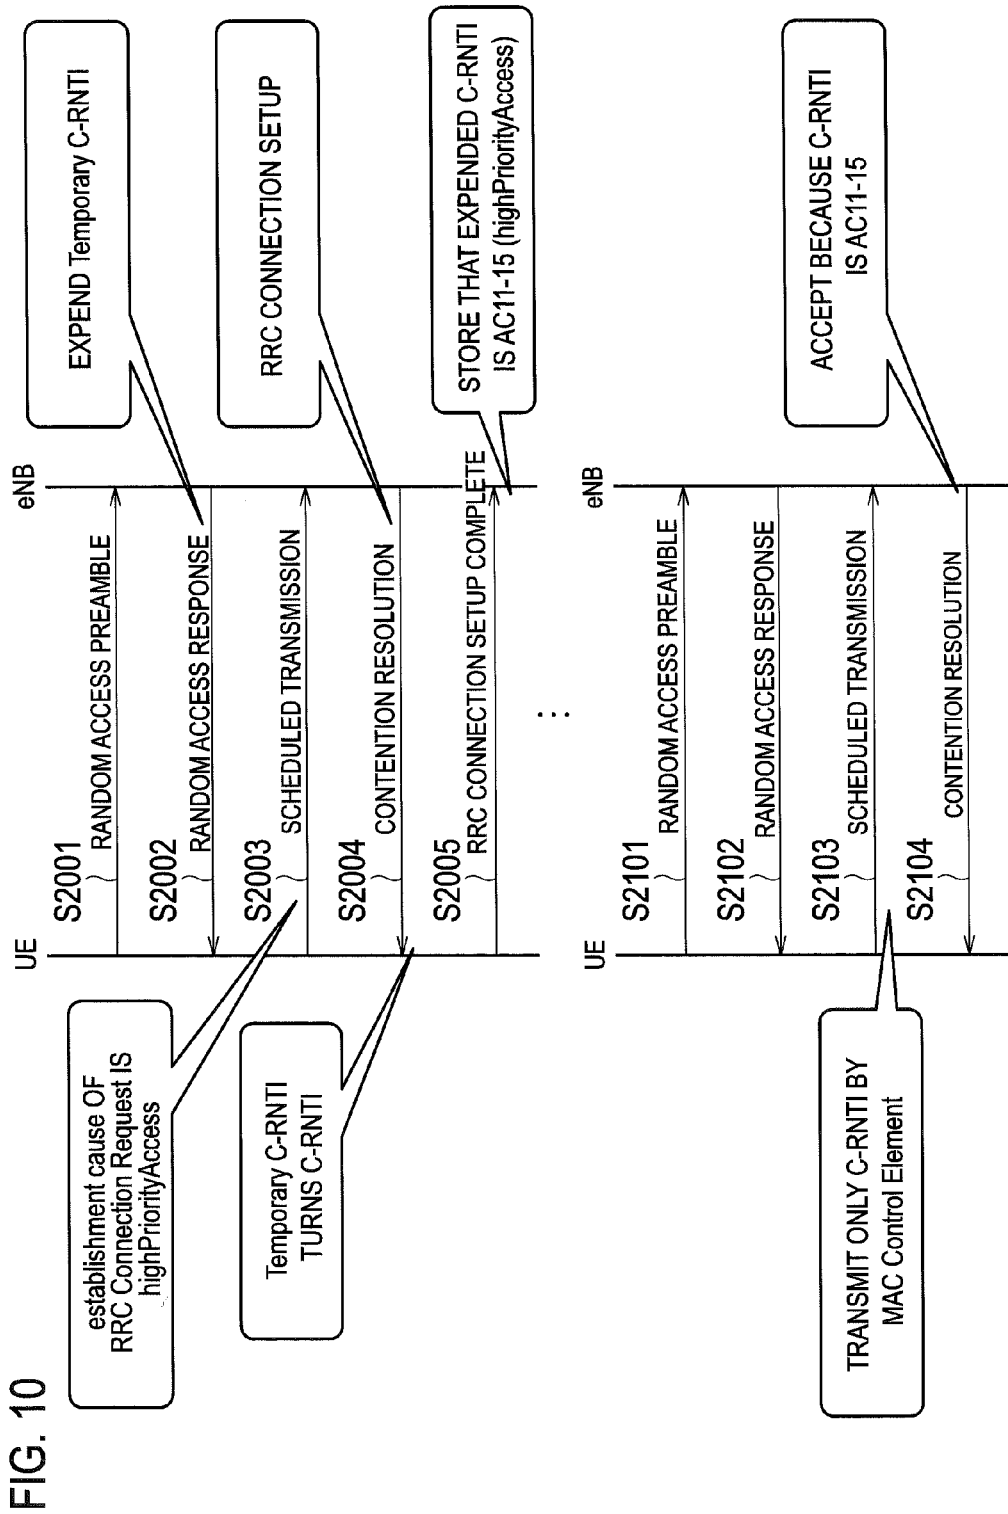 FIG. 10
UE
eNB
S2001
RANDOM ACCESS PREAMBLE
S2002
RANDOM ACCESS RESPONSE
EXPEND Temporary C-RNTI
S2003
SCHEDULED TRANSMISSION
establishment cause OF
RRC Connection Request IS
highPriorityAccess
S2004
CONTENTION RESOLUTION
RRC CONNECTION SETUP
Temporary C-RNTI
TURNS C-RNTI
S2005
RRC CONNECTION SETUP COMPLETE
STORE THAT EXPENDED C-RNTI
IS AC11-15 (highPriorityAccess)
...
UE
eNB
S2101
RANDOM ACCESS PREAMBLE
S2102
RANDOM ACCESS RESPONSE
S2103
SCHEDULED TRANSMISSION
TRANSMIT ONLY C-RNTI BY
MAC Control Element
S2104
CONTENTION RESOLUTION
ACCEPT BECAUSE C-RNTI
IS AC11-15